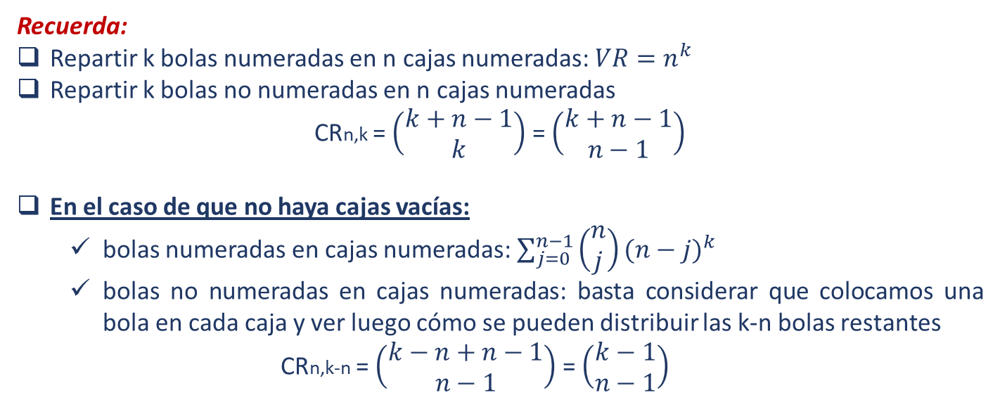 Recuerda:
❑ Repartir k bolas numeradas en n cajas numeradas: $VR = n^k$
❑ Repartir k bolas no numeradas en n cajas numeradas
CRn,k = $\binom{k+n-1}{k}$ = $\binom{k+n-1}{n-1}$
❑ En el caso de que no haya cajas vacías:
✓ bolas numeradas en cajas numeradas: $\sum_{j=0}^{n-1}\binom{n}{j}(n-j)^k$
✓ bolas no numeradas en cajas numeradas: basta considerar que colocamos una
bola en cada caja y ver luego cómo se pueden distribuir las k-n bolas restantes
CRn,k-n = $\binom{k-n+n-1}{n-1}$ = $\binom{k-1}{n-1}$